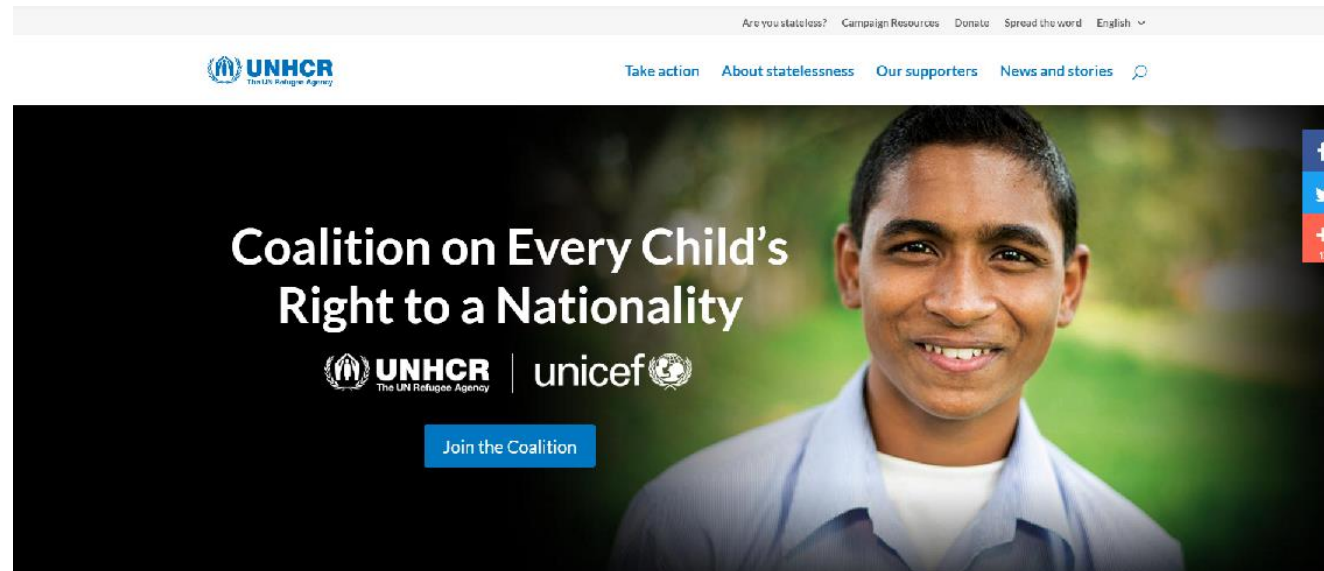 Are you stateless? Campaign Resources Donate Spread the word English
UNHCR
The UN Refugee Agency
Take action About statelessness Our supporters News and stories
Coalition on Every Child's
Right to a Nationality
UNHCR
The UN Refugee Agency
unicef
Join the Coalition